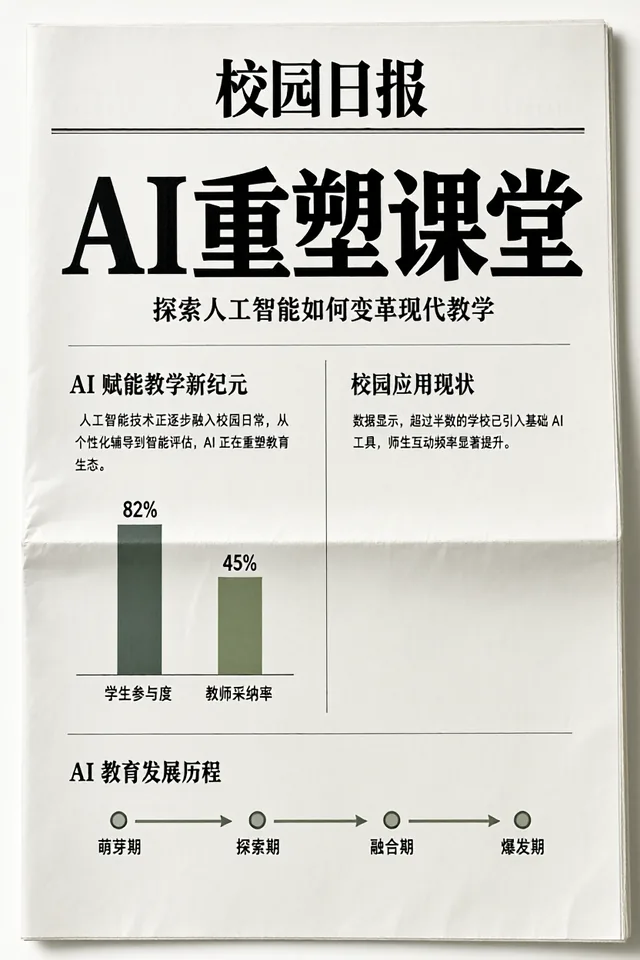 校园日报
AI重塑课堂
探索人工智能如何变革现代教学
AI 赋能教学新纪元
人工智能技术正逐步融入校园日常，从
个性化辅导到智能评估，AI 正在重塑教育
生态。
82%
45%
学生参与度
教师采纳率
校园应用现状
数据显示，超过半数的学校已引入基础 AI
工具，师生互动频率显著提升。
AI 教育发展历程
萌芽期
探索期
融合期
爆发期